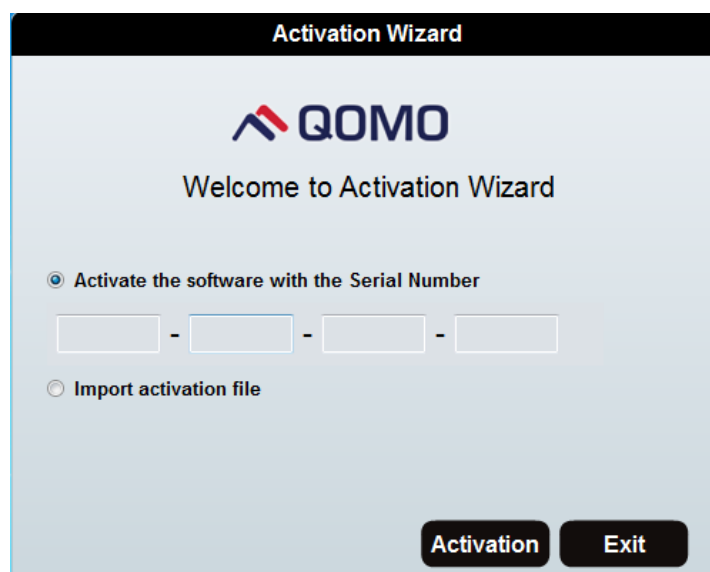 Activation Wizard
QOMO
Welcome to Activation Wizard
Activate the software with the Serial Number
- - -
Import activation file
Activation Exit